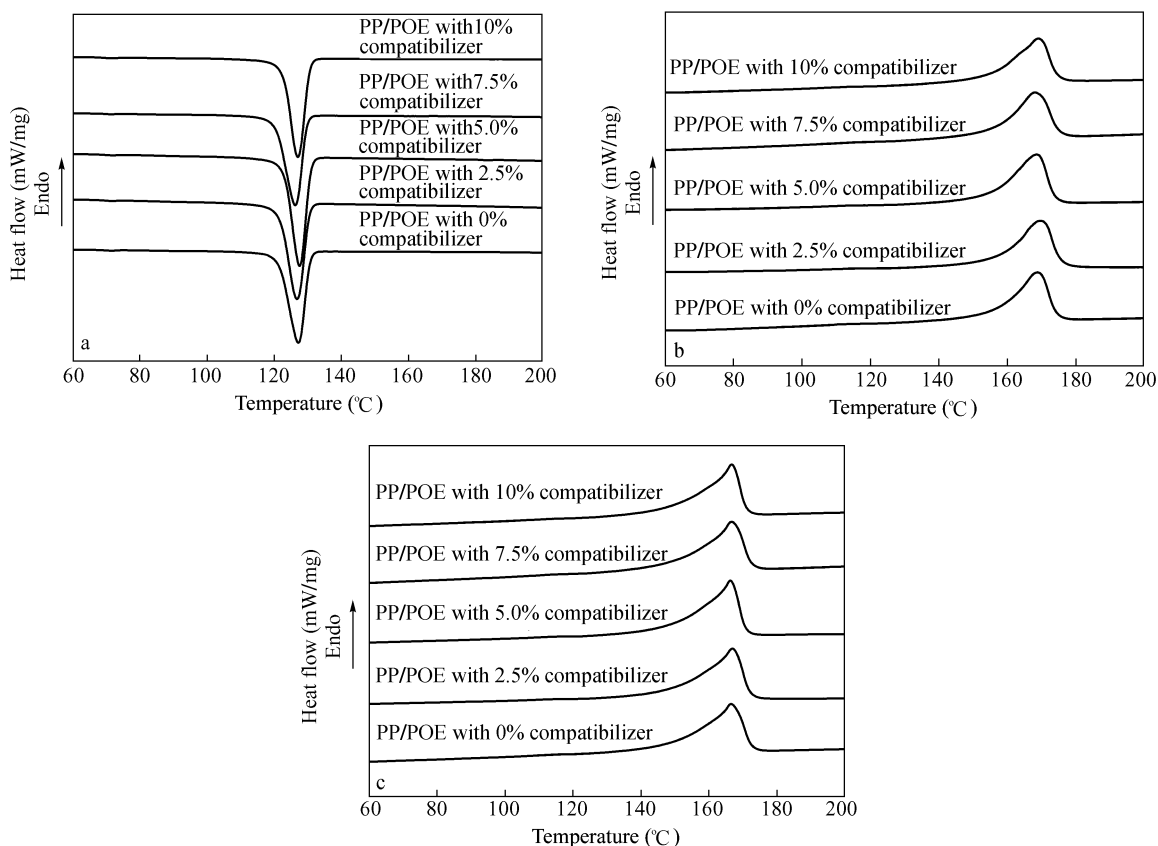 PP/POE with10%
compatibilizer
PP/POE with7.5%
compatibilizer
PP/POE with5.0%
compatibilizer
PP/POE with 2.5%
compatibilizer
PP/POE with 0%
compatibilizer
Heat flow (mW/mg)
Endo
a
60 80 100 120 140 160 180 200
Temperature (℃)
PP/POE with 10% compatibilizer
PP/POE with 7.5% compatibilizer
PP/POE with 5.0% compatibilizer
PP/POE with 2.5% compatibilizer
PP/POE with 0% compatibilizer
Heat flow (mW/mg)
Endo
b
60 80 100 120 140 160 180 200
Temperature (℃)
PP/POE with 10% compatibilizer
PP/POE with 7.5% compatibilizer
PP/POE with 5.0% compatibilizer
PP/POE with 2.5% compatibilizer
PP/POE with 0% compatibilizer
Heat flow (mW/mg)
Endo
c
60 80 100 120 140 160 180 200
Temperature (℃)